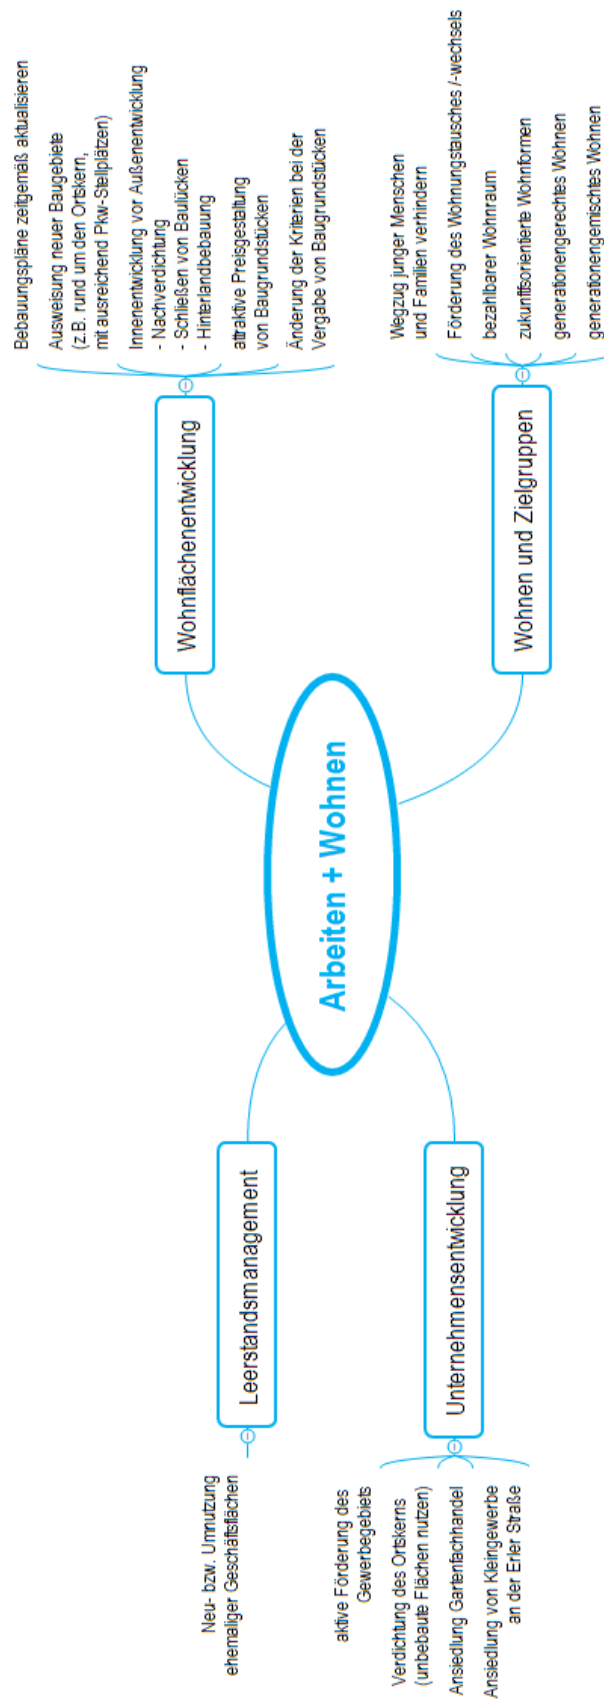 Arbeiten + Wohnen
Leerstandsmanagement
Neu- bzw. Umnutzung
ehemaliger Geschäftsflächen
Unternehmensentwicklung
aktive Förderung des
Gewerbegebiets
Verdichtung des Ortskerns
(unbebaute Flächen nutzen)
Ansiedlung Gartenfachhandel
Ansiedlung von Kleingewerbe
an der Erler Straße
Wohnflächenentwicklung
Bebauungspläne zeitgemäß aktualisieren
Ausweisung neuer Baugebiete
(z.B. rund um den Ortskern,
mit ausreichend Pkw-Stellplätzen)
Innenentwicklung vor Außenentwicklung
- Nachverdichtung
- Schließen von Baulücken
- Hinterlandbebauung
attraktive Preisgestaltung
von Baugrundstücken
Änderung der Kriterien bei der
Vergabe von Baugrundstücken
Wohnen und Zielgruppen
Wegzug junger Menschen
und Familien verhindern
Förderung des Wohnungstausches /-wechsels
bezahlbarer Wohnraum
zukunftsorientierte Wohnformen
generationengerechtes Wohnen
generationengemischtes Wohnen